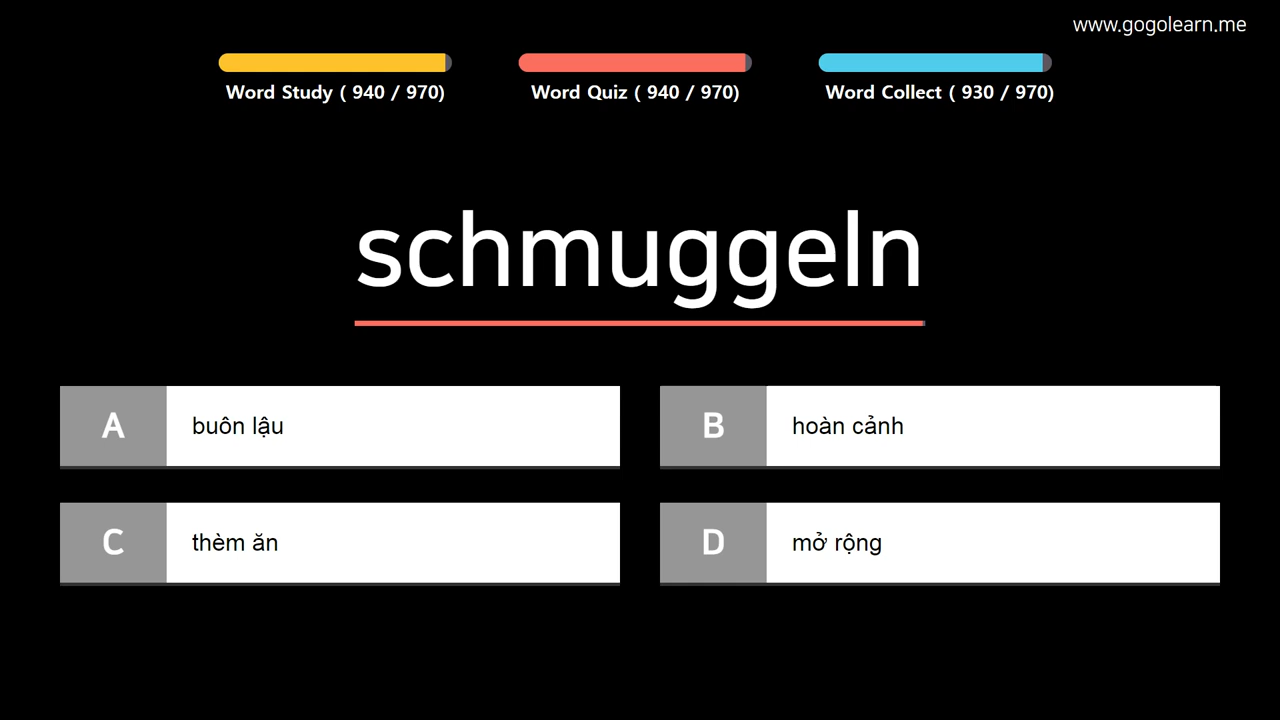 www.gogolearn.me
Word Study ( 940 / 970)
Word Quiz ( 940 / 970)
Word Collect ( 930 / 970)
schmuggeln
A
buôn lậu
B
hoàn cảnh
C
thèm ăn
D
mở rộng